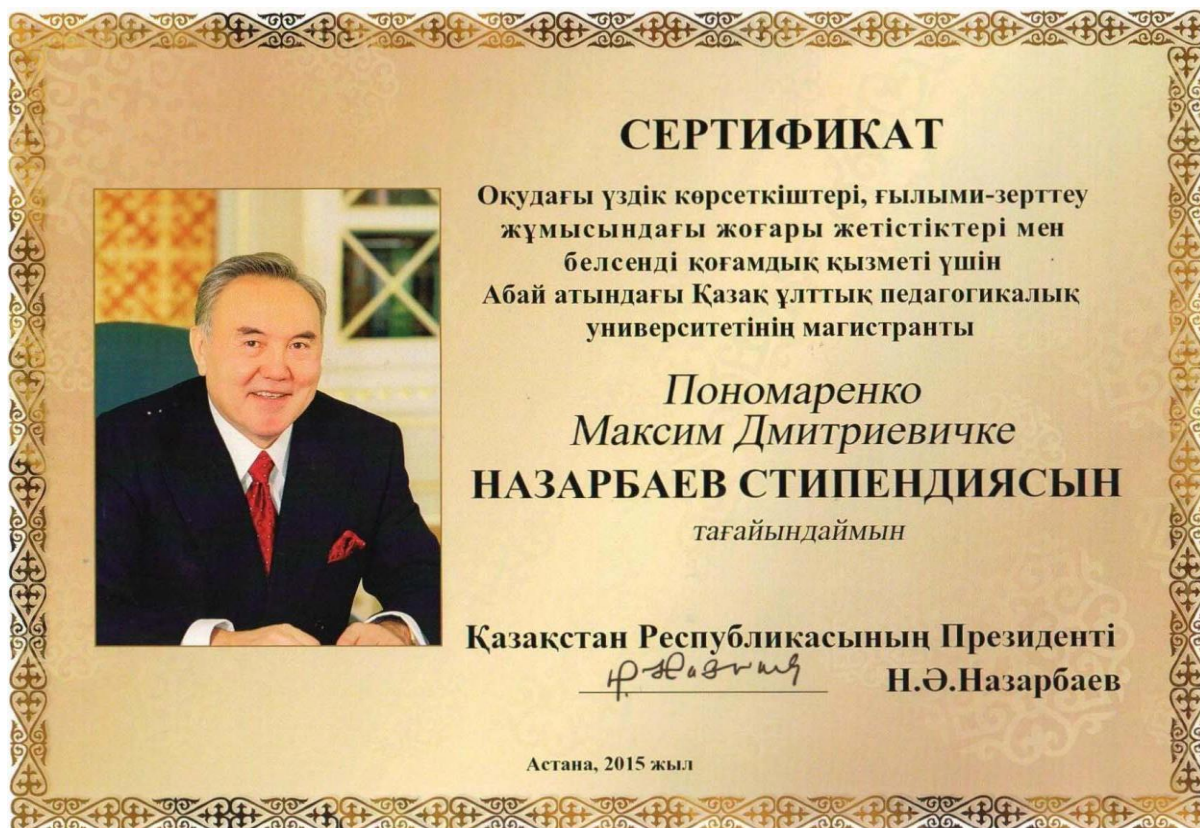 СЕРТИФИКАТ
Оқудағы үздік көрсеткіштері, ғылыми-зерттеу
жұмысындағы жоғары жетістіктері мен
белсенді қоғамдық қызметі үшін
Абай атындағы Қазақ ұлттық педагогикалық
университетінің магистранты
Пономаренко
Максим Дмитриевичке
НАЗАРБАЕВ СТИПЕНДИЯСЫН
тағайындаймын
Қазақстан Республикасының Президенті
Н.Ә.Назарбаев
Астана, 2015 жыл